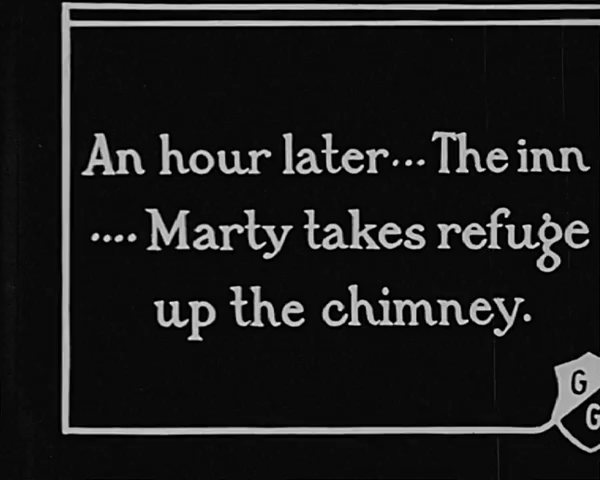 An hour later... The inn
.... Marty takes refuge
up the chimney.
G
G